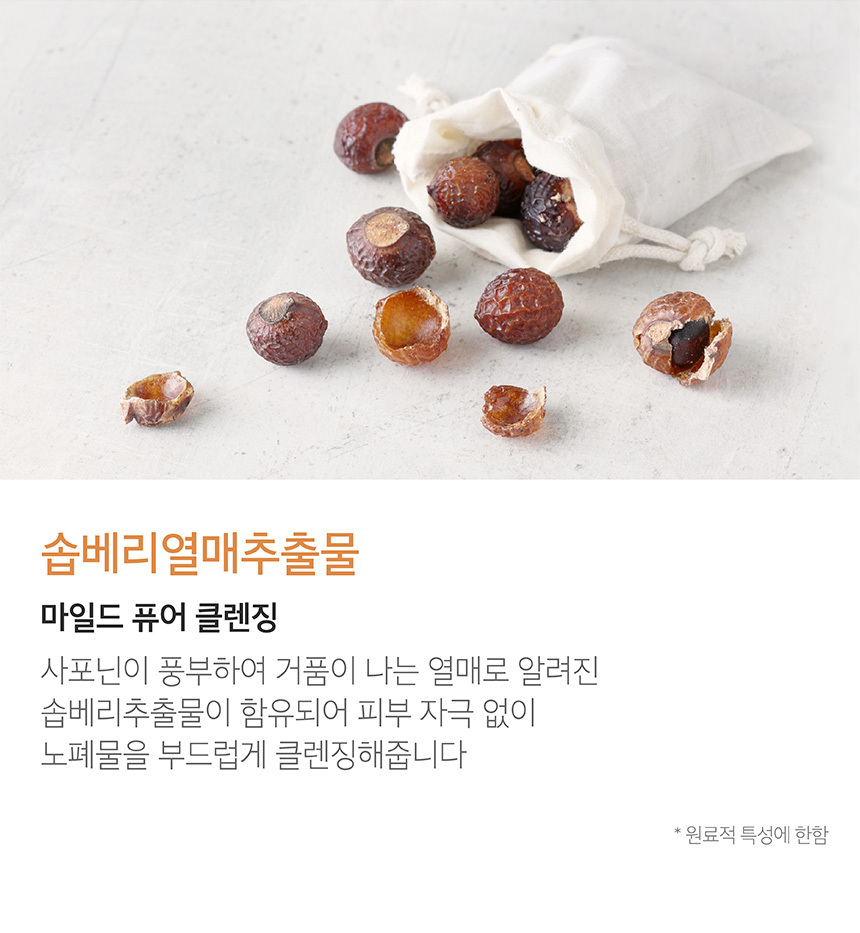 솝베리열매추출물
마일드 퓨어 클렌징
사포닌이 풍부하여 거품이 나는 열매로 알려진
솝베리추출물이 함유되어 피부 자극 없이
노폐물을 부드럽게 클렌징해줍니다
* 원료적 특성에 한함